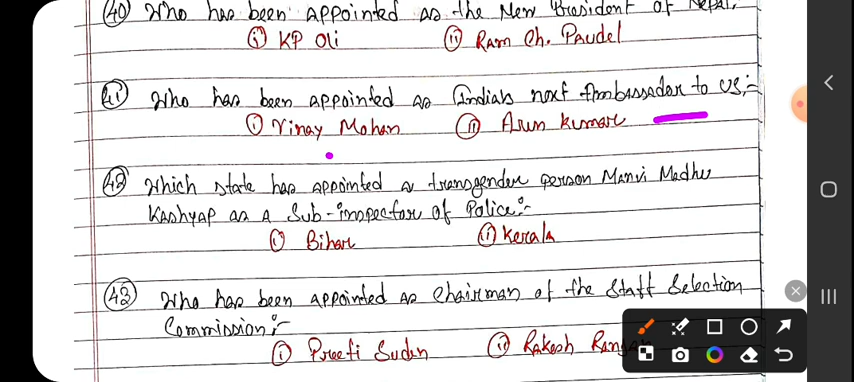 40 Who has been appointed as the New President of Nepal,
(i) KP Oli (ii) Ram Ch. Paudel
41 Who has been appointed as India's next Ambassador to US:-
(i) Vinay Mohan (ii) Arun Kumar
42 Which state has appointed a transgender person Manvi Madhu
Kashyap as a Sub-inspector of Police:-
(i) Bihar (ii) Kerala
43 Who has been appointed as Chairman of the Staff Selection
Commission:-
(i) Preeti Sudan (ii) Rakesh Ranjan